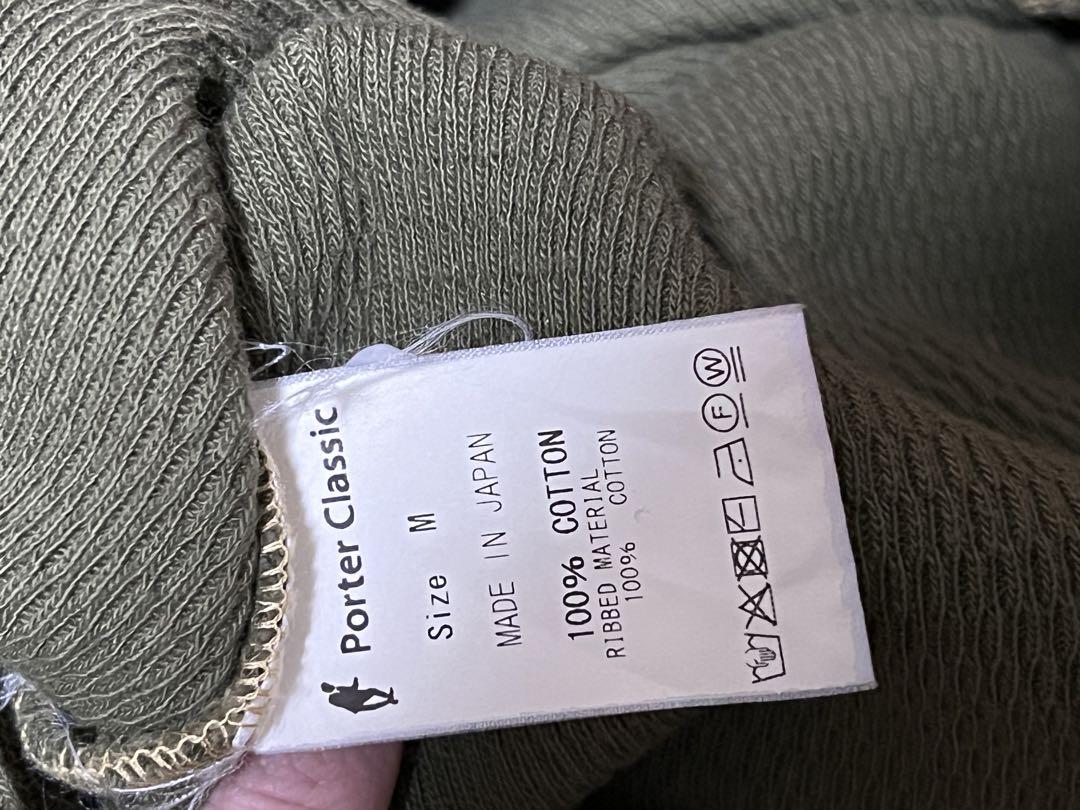 Porter Classic
Size M
MADE IN JAPAN
100% COTTON
RIBBED MATERIAL
100% COTTON
F W